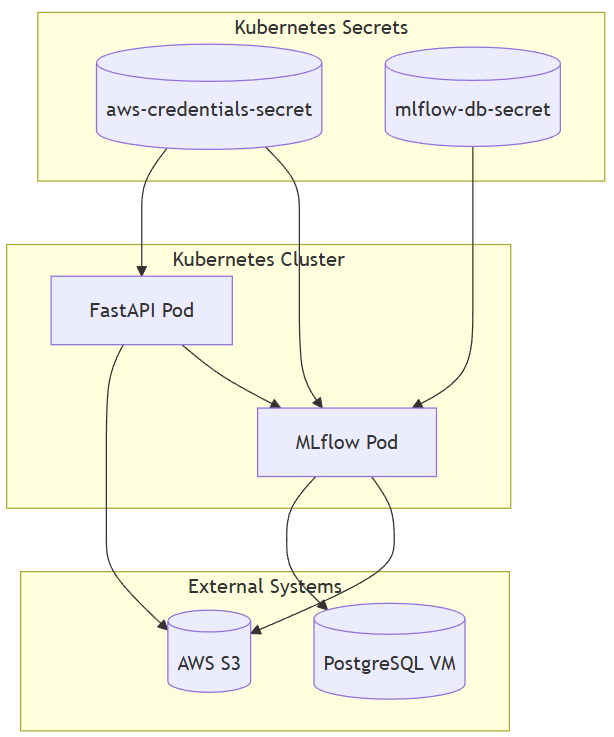 Kubernetes Secrets
aws-credentials-secret
mlflow-db-secret
Kubernetes Cluster
FastAPI Pod
MLflow Pod
External Systems
AWS S3
PostgreSQL VM